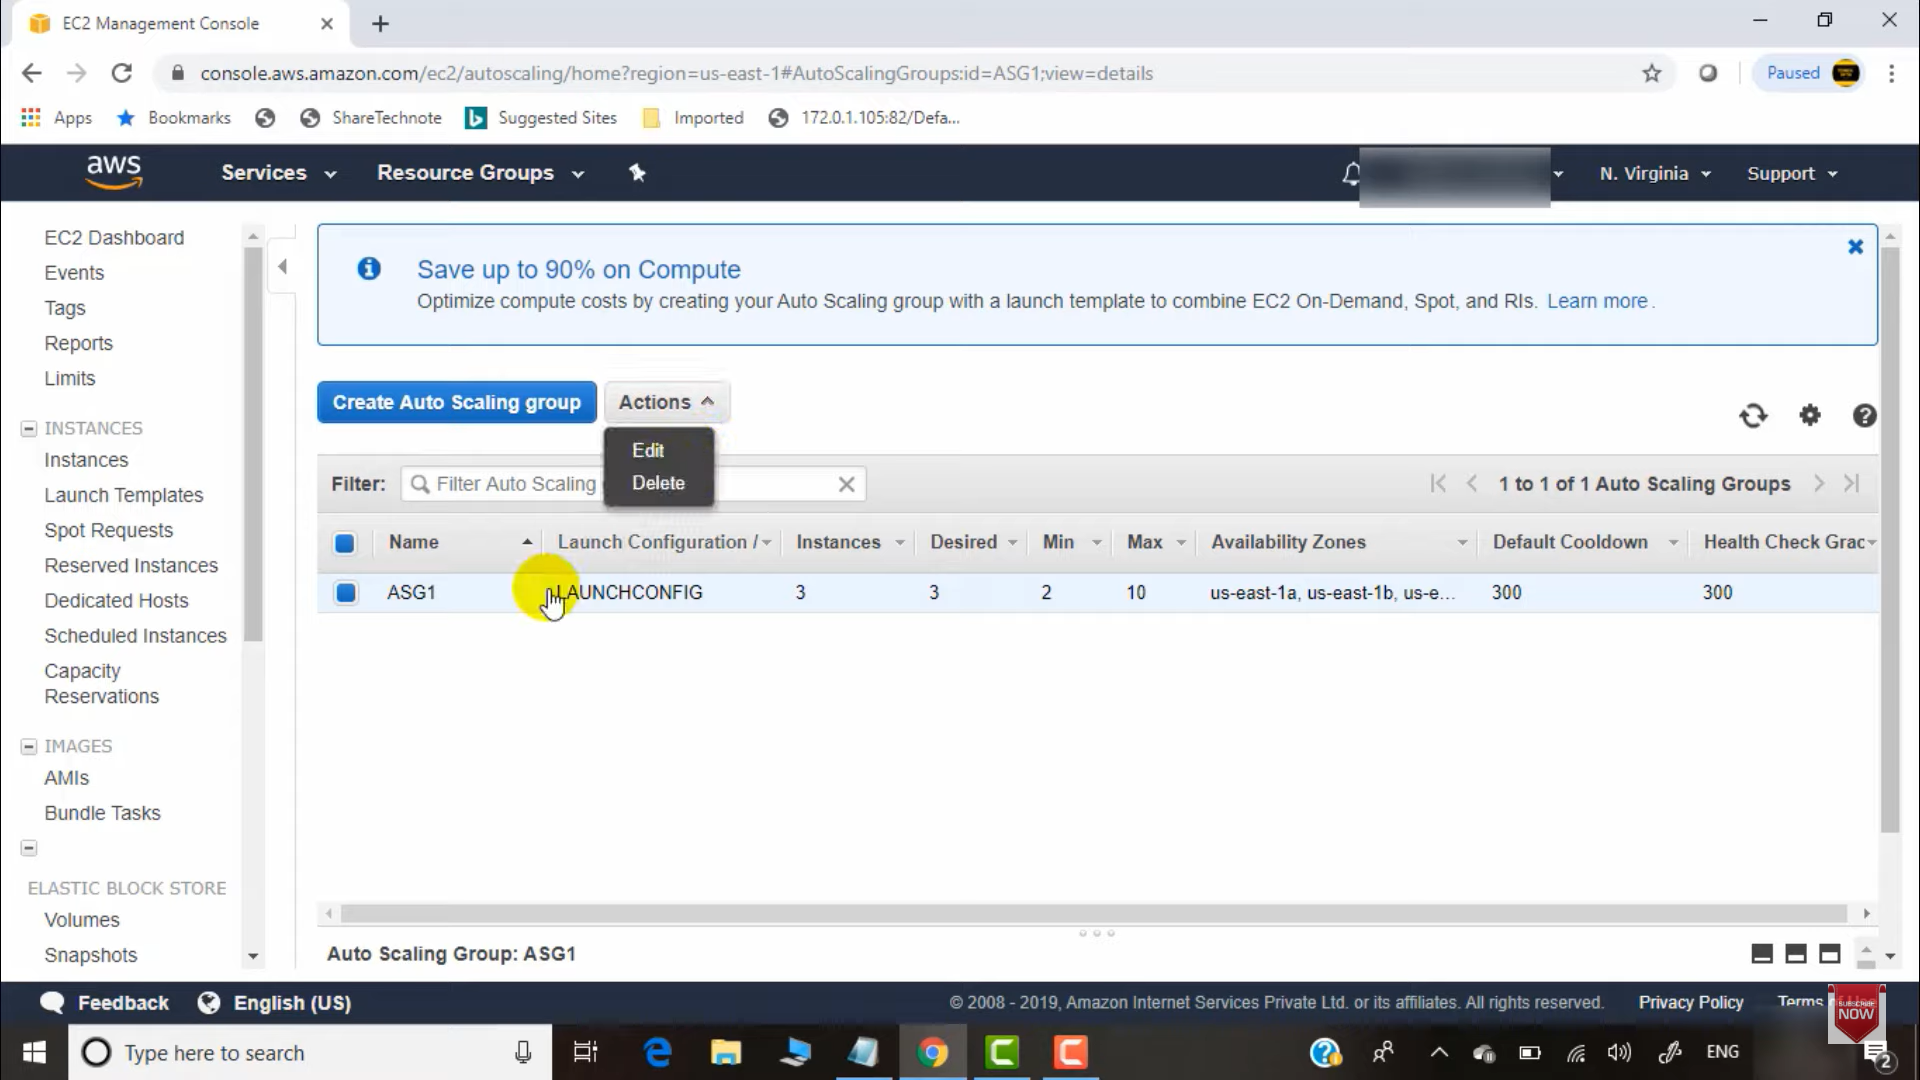 EC2 Management Console
console.aws.amazon.com/ec2/autoscaling/home?region=us-east-1#AutoScalingGroups:id=ASG1;view=details
Paused
Apps
Bookmarks
ShareTechnote
Suggested Sites
Imported
172.0.1.105:82/Defa...
aws
Services
Resource Groups
N. Virginia
Support
EC2 Dashboard
Events
Tags
Reports
Limits
INSTANCES
Instances
Launch Templates
Spot Requests
Reserved Instances
Dedicated Hosts
Scheduled Instances
Capacity
Reservations
IMAGES
AMIs
Bundle Tasks
ELASTIC BLOCK STORE
Volumes
Snapshots
Save up to 90% on Compute
Optimize compute costs by creating your Auto Scaling group with a launch template to combine EC2 On-Demand, Spot, and RIs. Learn more .
Create Auto Scaling group
Actions
Edit
Delete
Filter: Filter Auto Scaling
1 to 1 of 1 Auto Scaling Groups
Name Launch Configuration / Instances Desired Min Max Availability Zones Default Cooldown Health Check Grac
ASG1 LAUNCHCONFIG 3 3 2 10 us-east-1a, us-east-1b, us-e... 300 300
Auto Scaling Group: ASG1
Feedback
English (US)
© 2008 - 2019, Amazon Internet Services Private Ltd. or its affiliates. All rights reserved.
Privacy Policy
Terms
SUBSCRIBE
NOW
Type here to search
ENG
2